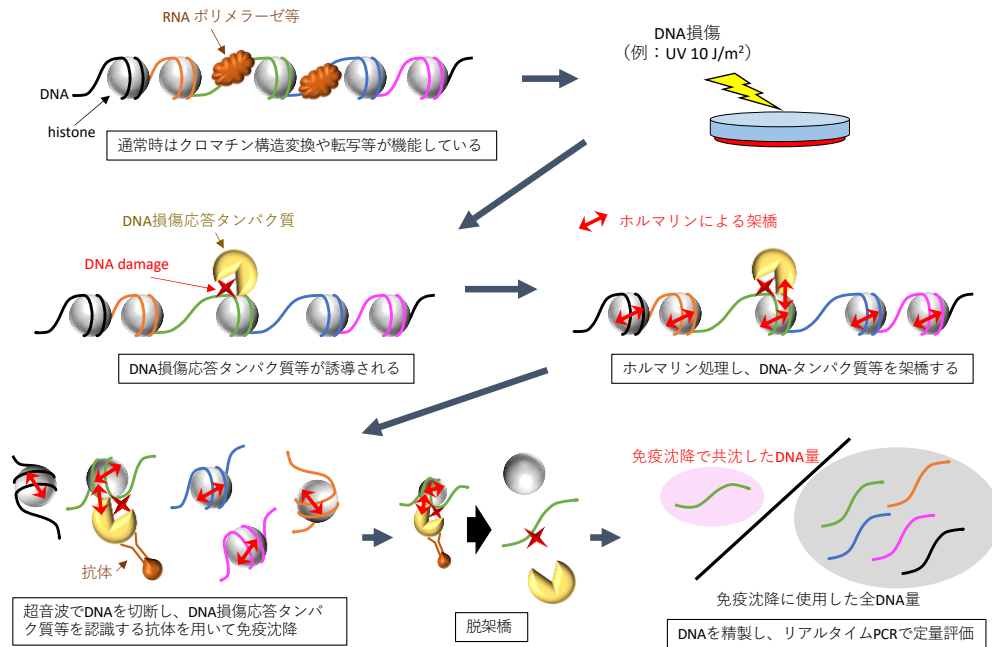 RNA ポリメラーゼ等
DNA
histone
通常時はクロマチン構造変換や転写等が機能している
DNA損傷
（例：UV 10 J/m²）
DNA損傷応答タンパク質
DNA damage
DNA損傷応答タンパク質等が誘導される
ホルマリンによる架橋
ホルマリン処理し、DNA-タンパク質等を架橋する
抗体
超音波でDNAを切断し、DNA損傷応答タンパ
ク質等を認識する抗体を用いて免疫沈降
脱架橋
免疫沈降で共沈したDNA量
免疫沈降に使用した全DNA量
DNAを精製し、リアルタイムPCRで定量評価